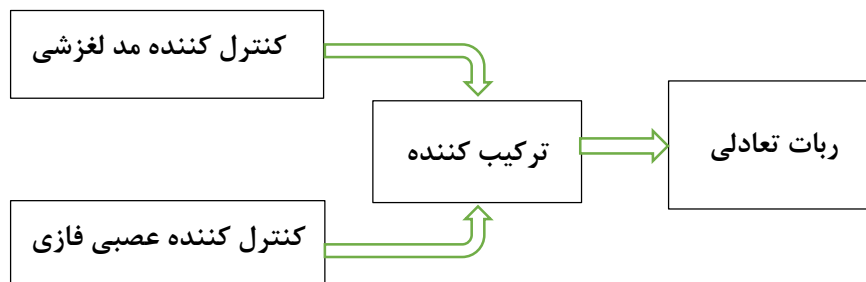 کنترل کننده مد لغزشی
ترکیب کننده
ربات تعادلی
کنترل کننده عصبی فازی